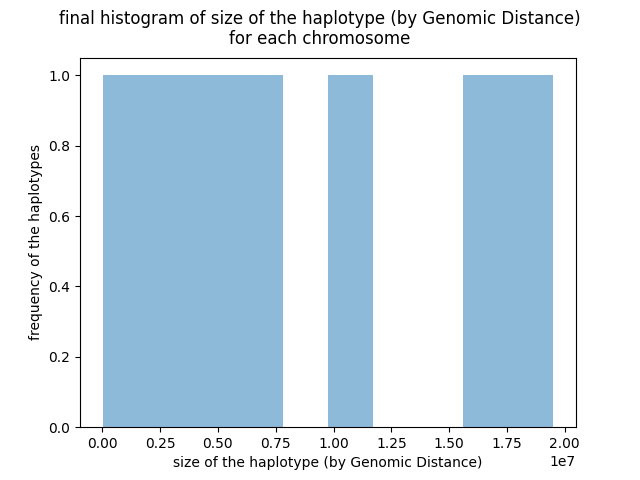 final histogram of size of the haplotype (by Genomic Distance)
for each chromosome
1.0
0.8
0.6
0.4
0.2
0.0
frequency of the haplotypes
0.00 0.25 0.50 0.75 1.00 1.25 1.50 1.75 2.00
1e7
size of the haplotype (by Genomic Distance)